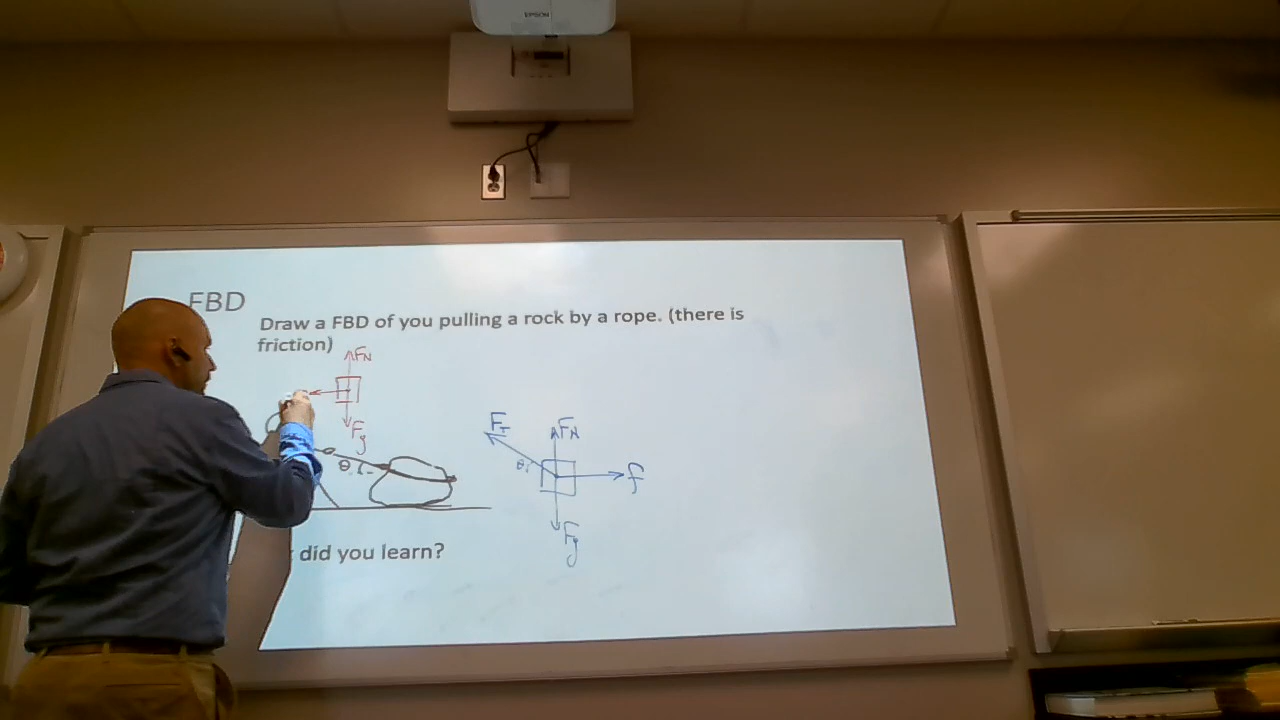 EPSON
FBD
Draw a FBD of you pulling a rock by a rope. (there is
friction)
FN
Fg
θ
FT
FN
θ
f
Fg
did you learn?